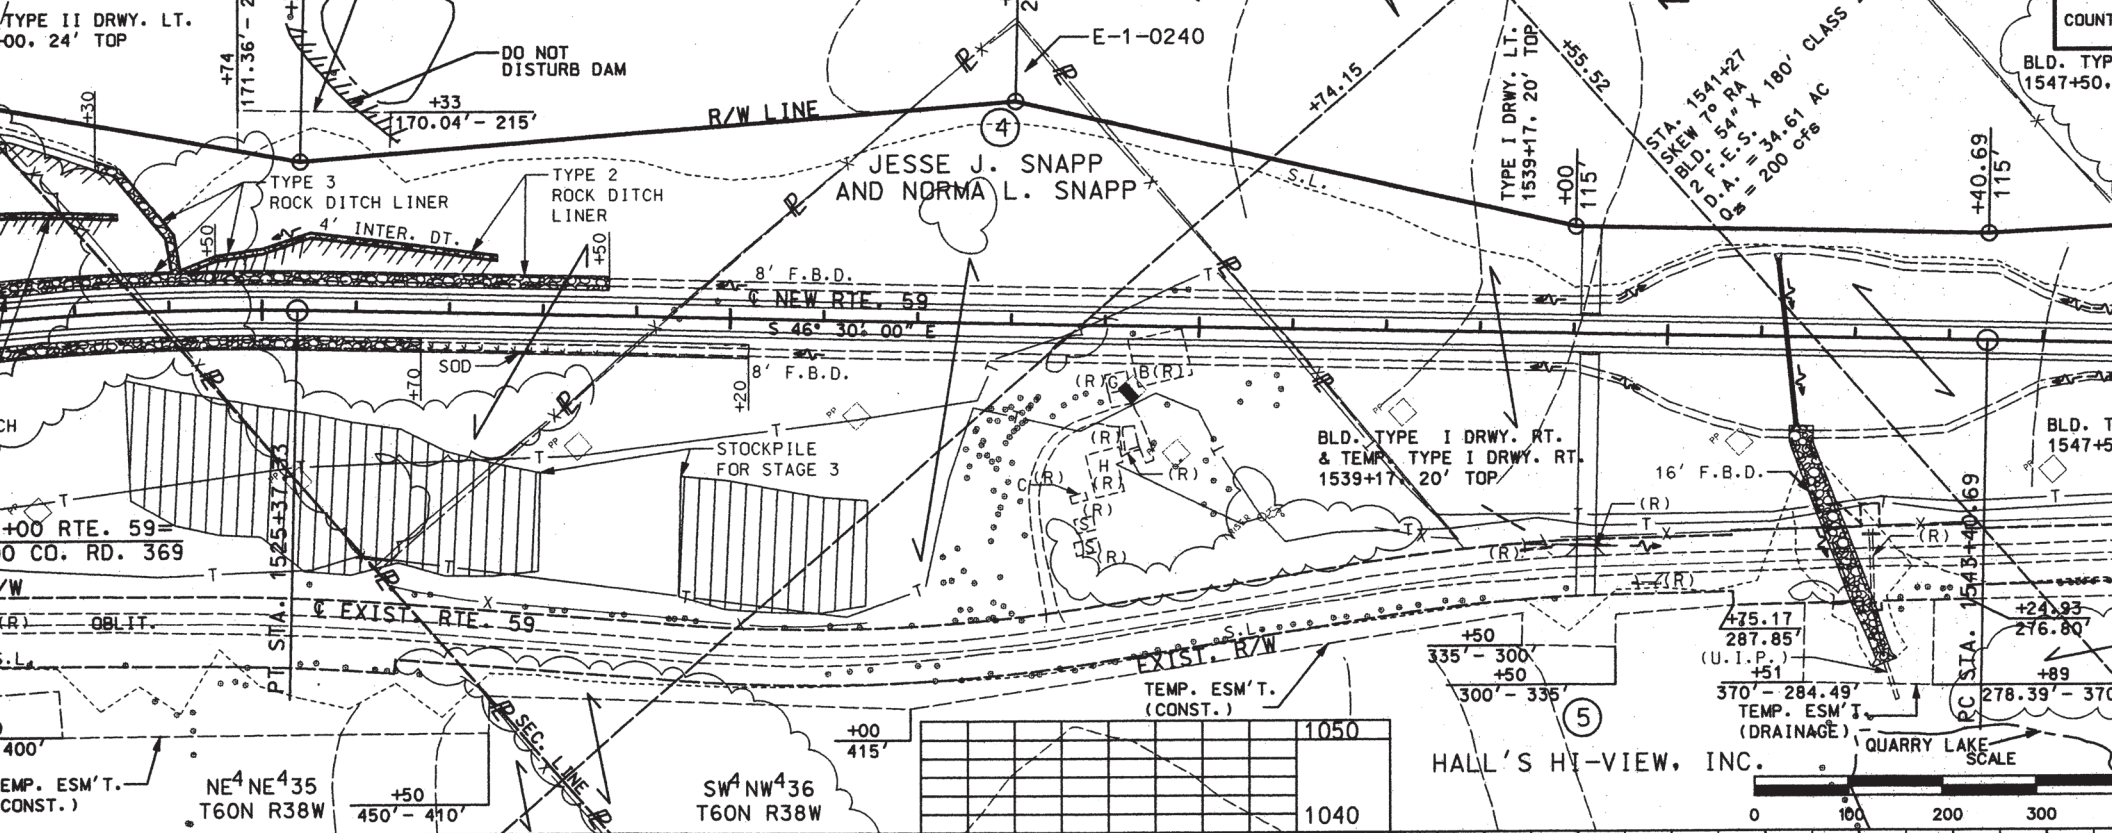 TYPE II DRWY. LT.
+00, 24' TOP
+74
171.36'- 2
DO NOT
DISTURB DAM
+33
170.04'- 215'
+30
R/W LINE
E-1-0240
4
JESSE J. SNAPP
AND NORMA L. SNAPP
+74.15
+55.52
TYPE I DRWY. LT.
1539+17, 20' TOP
STA. 1541+27
SKEW 7° RA
BLD. 54" X 180' CLASS
2 F.E.S.
D.A. = 34.61 AC
Q25 = 200 cfs
COUNT
BLD. TYP
1547+50,
+00
115'
+40.69
115'
S.L.
TYPE 3
ROCK DITCH LINER
TYPE 2
ROCK DITCH
LINER
4' INTER. DT.
+50
+50
8' F.B.D.
℄ NEW RTE. 59
S 46° 30' 00" E
8' F.B.D.
SOD
+70
+20
STOCKPILE
FOR STAGE 3
CH
PP
PP
PP
PP
PP
T
T
T
T
(R)G
B(R)
(R)
H
(R)
(R)
C(R)
(R)
S
S
(R)
BLD. TYPE I DRWY. RT.
& TEMP. TYPE I DRWY. RT.
1539+17, 20' TOP
16' F.B.D.
(R)
(R)
(R)
(R)
BLD. T
1547+5
+00 RTE. 59=
0 CO. RD. 369
/W
PT STA. 1525+37.33
℄ EXIST. RTE. 59
(R)
OBLIT.
S.L.
S.L.
EXIST. R/W
TEMP. ESM'T.
(CONST.)
+50
335'- 300'
+50
300'- 335'
+75.17
287.85'
(U.I.P.)
+51
370'- 284.49'
TEMP. ESM'T.
(DRAINAGE)
PC STA. 1543+40.69
+24.93
276.80'
+89
278.39'- 370
QUARRY LAKE
5
HALL'S HI-VIEW, INC.
SCALE
0 100 200 300
400'
EMP. ESM'T.
CONST.)
NE4 NE4 35
T60N R38W
+50
450'- 410'
SEC. LINE
SW4 NW4 36
T60N R38W
+00
415'
1050
1040